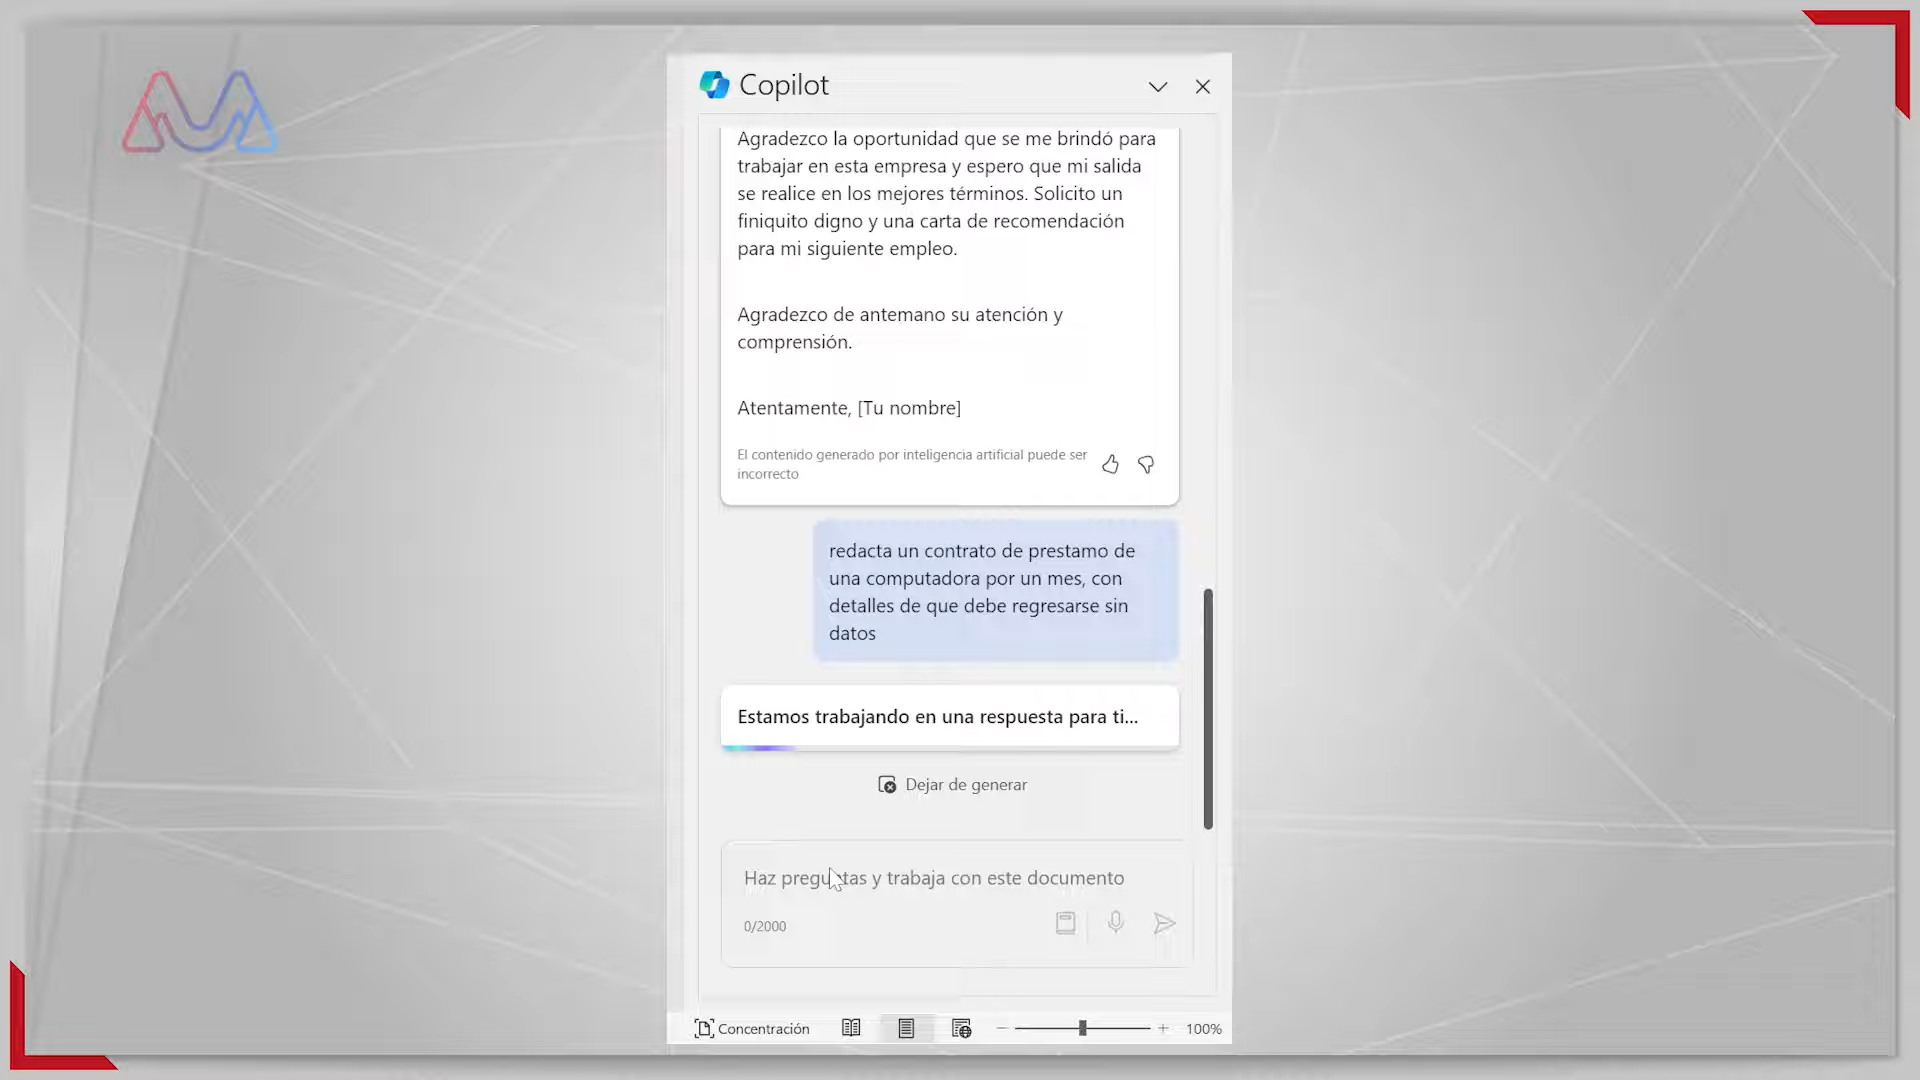 Copilot
Agradezco la oportunidad que se me brindó para
trabajar en esta empresa y espero que mi salida
se realice en los mejores términos. Solicito un
finiquito digno y una carta de recomendación
para mi siguiente empleo.
Agradezco de antemano su atención y
comprensión.
Atentamente, [Tu nombre]
El contenido generado por inteligencia artificial puede ser
incorrecto
redacta un contrato de prestamo de
una computadora por un mes, con
detalles de que debe regresarse sin
datos
Estamos trabajando en una respuesta para ti...
Dejar de generar
Haz preguntas y trabaja con este documento
0/2000
Concentración
100%